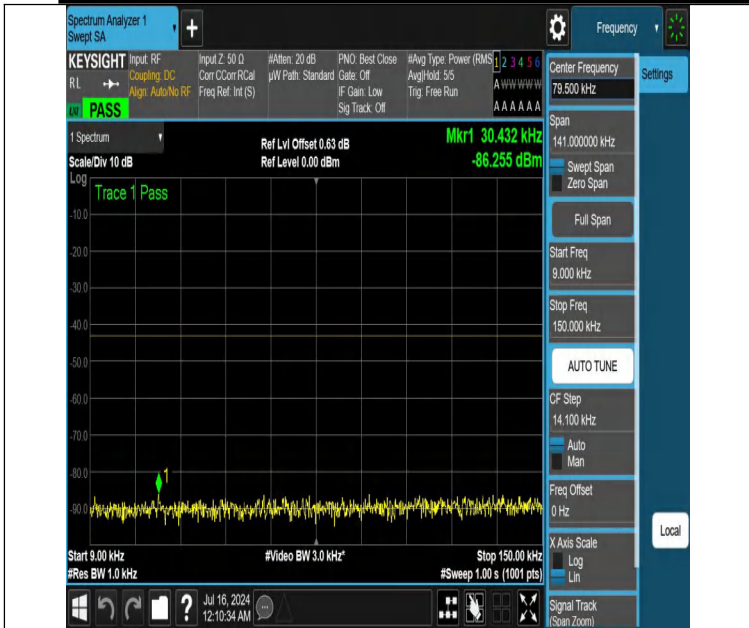 Spectrum Analyzer 1
Swept SA
+
Frequency
KEYSIGHT
RL
PASS
Input: RF
Coupling: DC
Align: Auto/No RF
Input Z: 50 Ω
Corr CCorr RCal
Freq Ref: Int (S)
#Atten: 20 dB
µW Path: Standard
PNO: Best Close
Gate: Off
IF Gain: Low
Sig Track: Off
#Avg Type: Power (RMS
Avg|Hold: 5/5
Trig: Free Run
1 2 3 4 5 6
A W W W W W
A A A A A A
1 Spectrum
Scale/Div 10 dB
Ref Lvl Offset 0.63 dB
Ref Level 0.00 dBm
Mkr1 30.432 kHz
-86.255 dBm
Log
Trace 1 Pass
-10.0
-20.0
-30.0
-40.0
-50.0
-60.0
-70.0
-80.0
-90.0
1
Start 9.00 kHz
#Res BW 1.0 kHz
#Video BW 3.0 kHz*
Stop 150.00 kHz
#Sweep 1.00 s (1001 pts)
?
Jul 16, 2024
12:10:34 AM
Center Frequency
79.500 kHz
Settings
Span
141.000000 kHz
Swept Span
Zero Span
Full Span
Start Freq
9.000 kHz
Stop Freq
150.000 kHz
AUTO TUNE
CF Step
14.100 kHz
Auto
Man
Freq Offset
0 Hz
Local
X Axis Scale
Log
Lin
Signal Track
(Span Zoom)